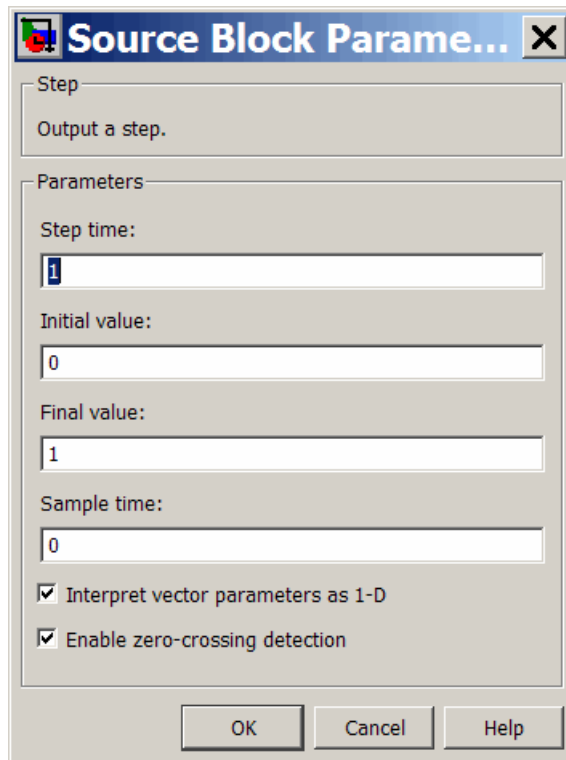 Source Block Parame...
Step
Output a step.
Parameters
Step time:
1
Initial value:
0
Final value:
1
Sample time:
0
Interpret vector parameters as 1-D
Enable zero-crossing detection
OK Cancel Help